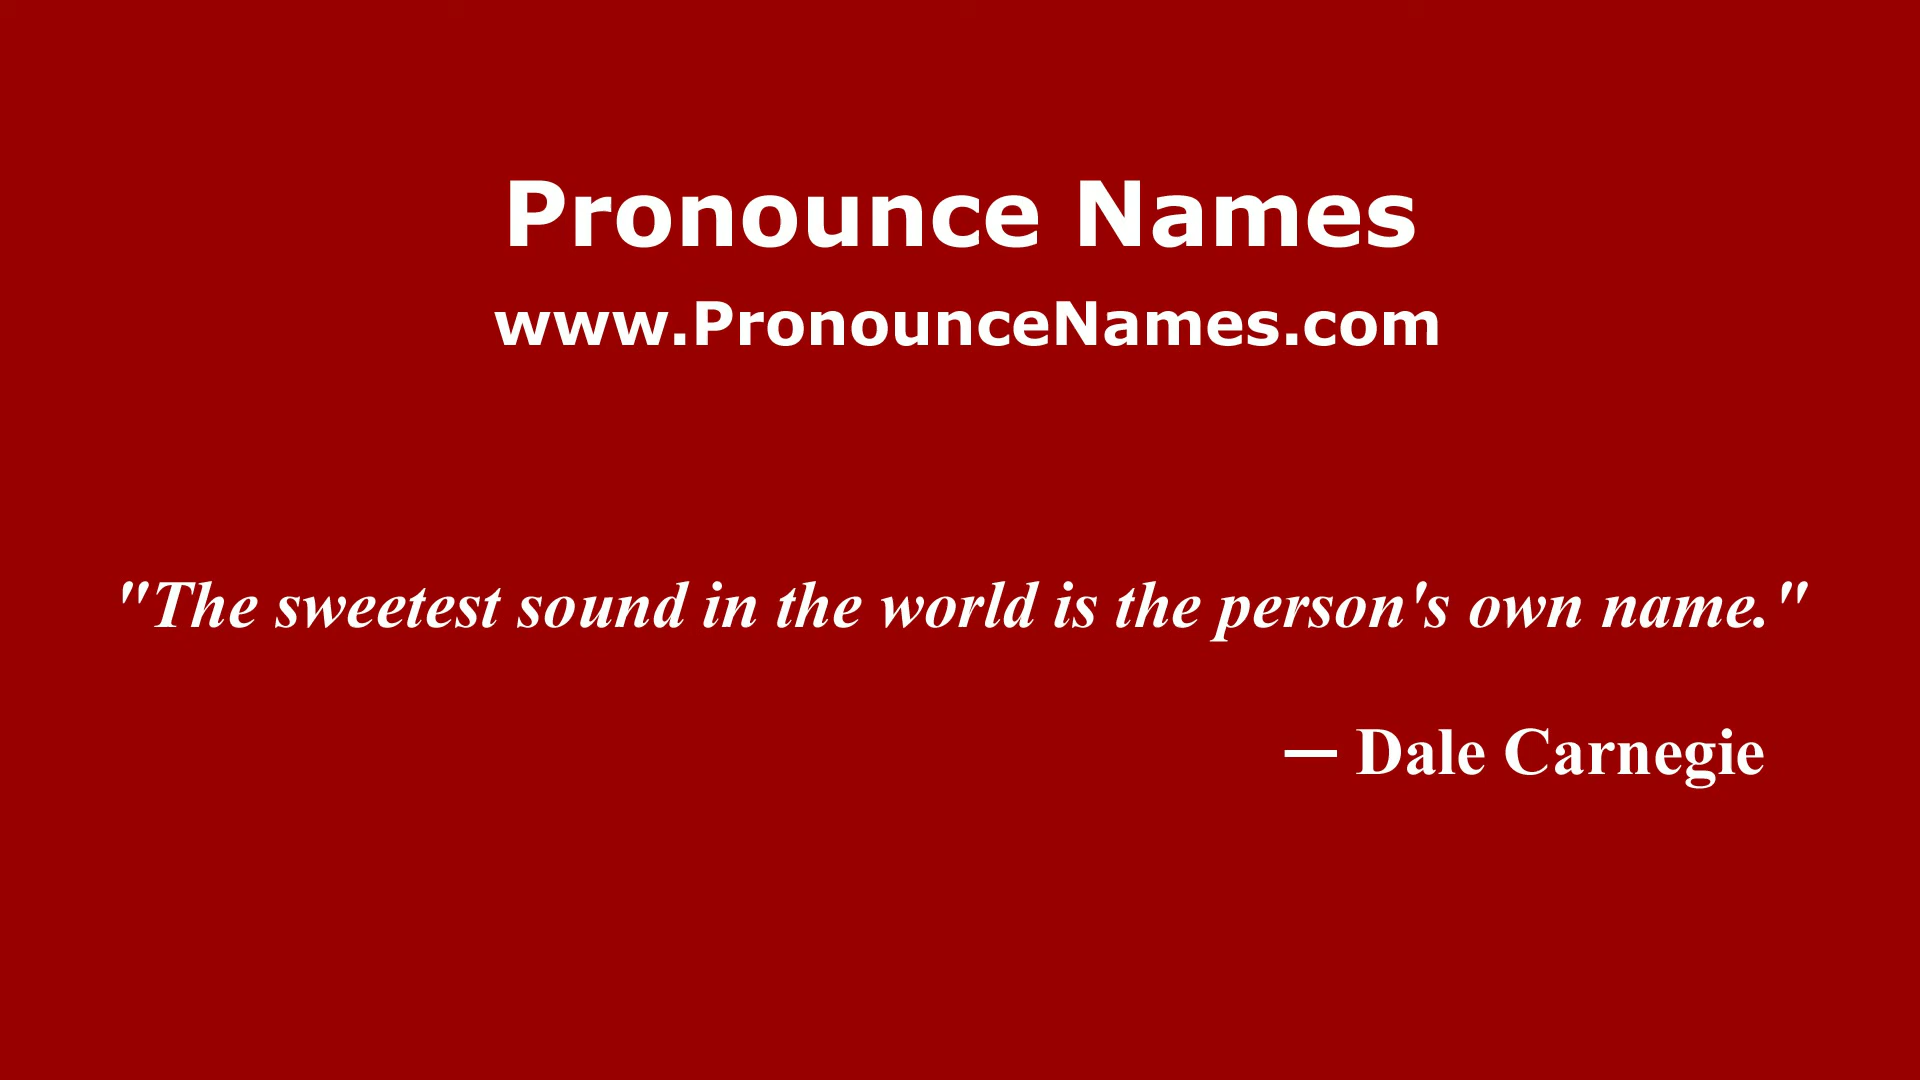 Pronounce Names
www.PronounceNames.com
"The sweetest sound in the world is the person's own name."
— Dale Carnegie